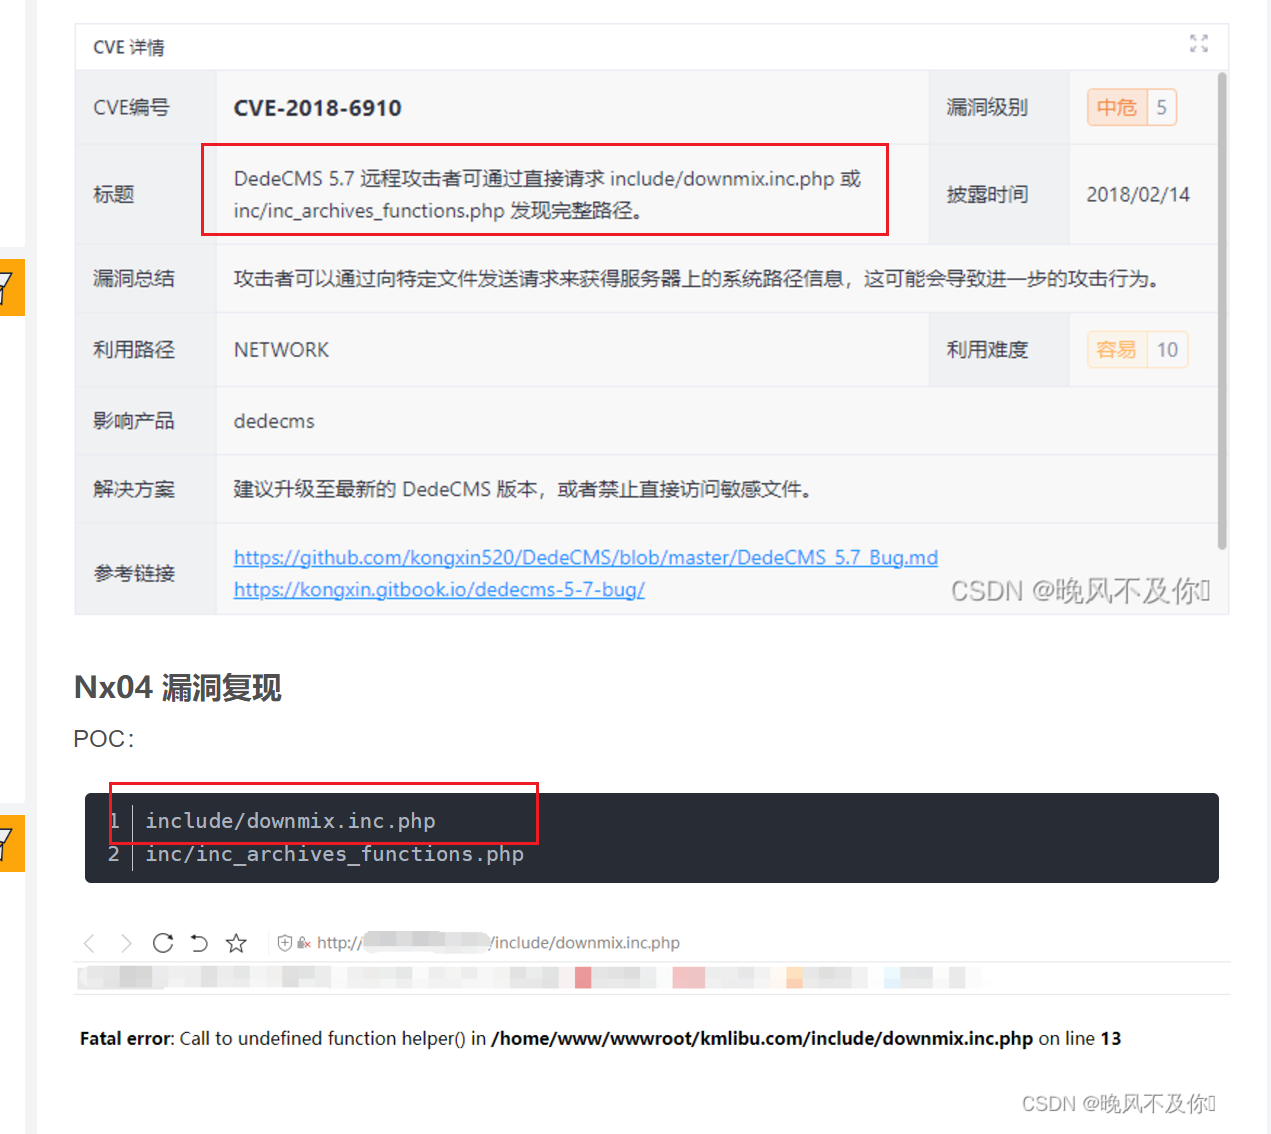 CVE 详情
CVE编号 CVE-2018-6910 漏洞级别 中危 5
标题 DedeCMS 5.7 远程攻击者可通过直接请求 include/downmix.inc.php 或
inc/inc_archives_functions.php 发现完整路径。 披露时间 2018/02/14
漏洞总结 攻击者可以通过向特定文件发送请求来获得服务器上的系统路径信息，这可能会导致进一步的攻击行为。
利用路径 NETWORK 利用难度 容易 10
影响产品 dedecms
解决方案 建议升级至最新的 DedeCMS 版本，或者禁止直接访问敏感文件。
参考链接 https://github.com/kongxin520/DedeCMS/blob/master/DedeCMS_5.7_Bug.md
https://kongxin.gitbook.io/dedecms-5-7-bug/
CSDN @晚风不及你
Nx04 漏洞复现
POC：
1 include/downmix.inc.php
2 inc/inc_archives_functions.php
http:// /include/downmix.inc.php
Fatal error: Call to undefined function helper() in /home/www/wwwroot/kmlibu.com/include/downmix.inc.php on line 13
CSDN @晚风不及你